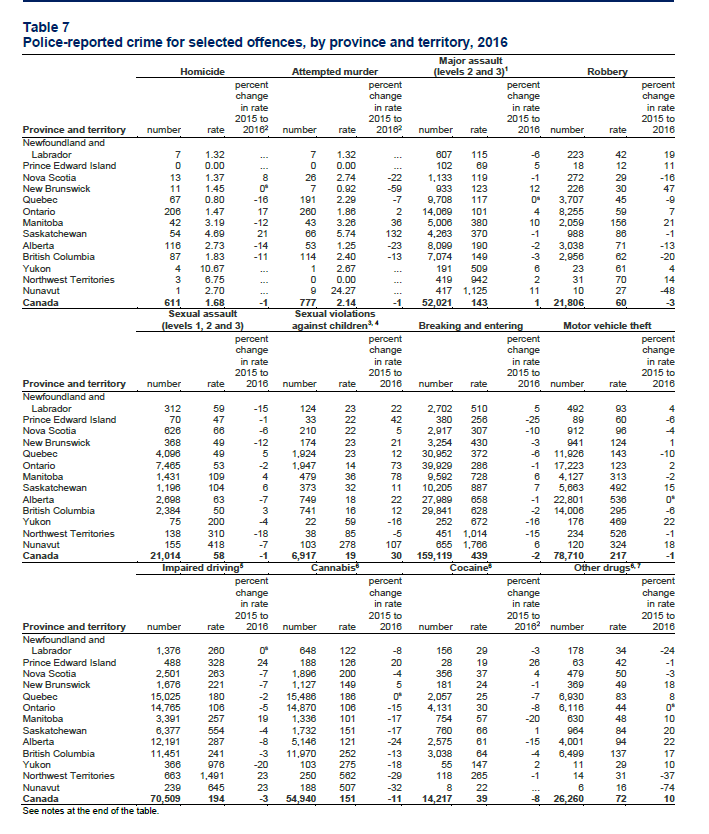 Table 7
Police-reported crime for selected offences, by province and territory, 2016
Homicide Attempted murder Major assault (levels 2 and 3)¹ Robbery
Province and territory number rate percent change in rate 2015 to 2016² number rate percent change in rate 2015 to 2016² number rate percent change in rate 2015 to 2016 number rate percent change in rate 2015 to 2016
Newfoundland and
Labrador 7 1.32 ... 7 1.32 ... 607 115 -6 223 42 19
Prince Edward Island 0 0.00 ... 0 0.00 ... 102 69 5 18 12 11
Nova Scotia 13 1.37 8 26 2.74 -22 1,133 119 -1 272 29 -16
New Brunswick 11 1.45 0ˢ 7 0.92 -59 933 123 12 226 30 47
Quebec 67 0.80 -16 191 2.29 -7 9,708 117 0ˢ 3,707 45 -9
Ontario 206 1.47 17 260 1.86 2 14,069 101 4 8,255 59 7
Manitoba 42 3.19 -12 43 3.26 36 5,006 380 10 2,059 156 21
Saskatchewan 54 4.69 21 66 5.74 132 4,263 370 -1 988 86 -1
Alberta 116 2.73 -14 53 1.25 -23 8,099 190 -2 3,038 71 -13
British Columbia 87 1.83 -11 114 2.40 -13 7,074 149 -3 2,956 62 -20
Yukon 4 10.67 ... 1 2.67 ... 191 509 6 23 61 4
Northwest Territories 3 6.75 ... 0 0.00 ... 419 942 2 31 70 14
Nunavut 1 2.70 ... 9 24.27 ... 417 1,125 11 10 27 -48
Canada 611 1.68 -1 777 2.14 -1 52,021 143 1 21,806 60 -3
Sexual assault (levels 1, 2 and 3) Sexual violations against children³, ⁴ Breaking and entering Motor vehicle theft
Province and territory number rate percent change in rate 2015 to 2016 number rate percent change in rate 2015 to 2016 number rate percent change in rate 2015 to 2016 number rate percent change in rate 2015 to 2016
Newfoundland and
Labrador 312 59 -15 124 23 22 2,702 510 5 492 93 4
Prince Edward Island 70 47 -1 33 22 42 380 256 -25 89 60 -6
Nova Scotia 626 66 -6 210 22 5 2,917 307 -10 912 96 -4
New Brunswick 368 49 -12 174 23 21 3,254 430 -3 941 124 1
Quebec 4,096 49 5 1,924 23 12 30,952 372 -6 11,926 143 -10
Ontario 7,465 53 -2 1,947 14 73 39,929 286 -1 17,223 123 2
Manitoba 1,431 109 4 479 36 78 9,592 728 6 4,127 313 -2
Saskatchewan 1,196 104 6 373 32 11 10,205 887 7 5,663 492 15
Alberta 2,698 63 -7 749 18 22 27,989 658 -1 22,801 536 0ˢ
British Columbia 2,384 50 3 741 16 12 29,841 628 -2 14,006 295 -6
Yukon 75 200 -4 22 59 -16 252 672 -16 176 469 22
Northwest Territories 138 310 -18 38 85 -5 451 1,014 -15 234 526 -1
Nunavut 155 418 -7 103 278 107 655 1,766 6 120 324 18
Canada 21,014 58 -1 6,917 19 30 159,119 439 -2 78,710 217 -1
Impaired driving⁵ Cannabis⁶ Cocaine⁶ Other drugs⁶, ⁷
Province and territory number rate percent change in rate 2015 to 2016 number rate percent change in rate 2015 to 2016 number rate percent change in rate 2015 to 2016² number rate percent change in rate 2015 to 2016
Newfoundland and
Labrador 1,376 260 0ˢ 648 122 -8 156 29 -3 178 34 -24
Prince Edward Island 488 328 24 188 126 20 28 19 26 63 42 -1
Nova Scotia 2,501 263 -7 1,896 200 -4 356 37 4 479 50 -3
New Brunswick 1,676 221 -7 1,127 149 5 181 24 -1 369 49 18
Quebec 15,025 180 -2 15,486 186 0ˢ 2,057 25 -7 6,930 83 8
Ontario 14,765 106 -5 14,870 106 -15 4,131 30 -8 6,116 44 0ˢ
Manitoba 3,391 257 19 1,336 101 -17 754 57 -20 630 48 10
Saskatchewan 6,377 554 -4 1,732 151 -17 760 66 1 964 84 20
Alberta 12,191 287 -8 5,146 121 -24 2,575 61 -15 4,001 94 22
British Columbia 11,451 241 -3 11,970 252 -13 3,038 64 -4 6,499 137 17
Yukon 366 976 -20 103 275 -18 55 147 2 11 29 10
Northwest Territories 663 1,491 23 250 562 -29 118 265 -1 14 31 -37
Nunavut 239 645 23 188 507 -32 8 22 ... 6 16 -74
Canada 70,509 194 -3 54,940 151 -11 14,217 39 -8 26,260 72 10
See notes at the end of the table.